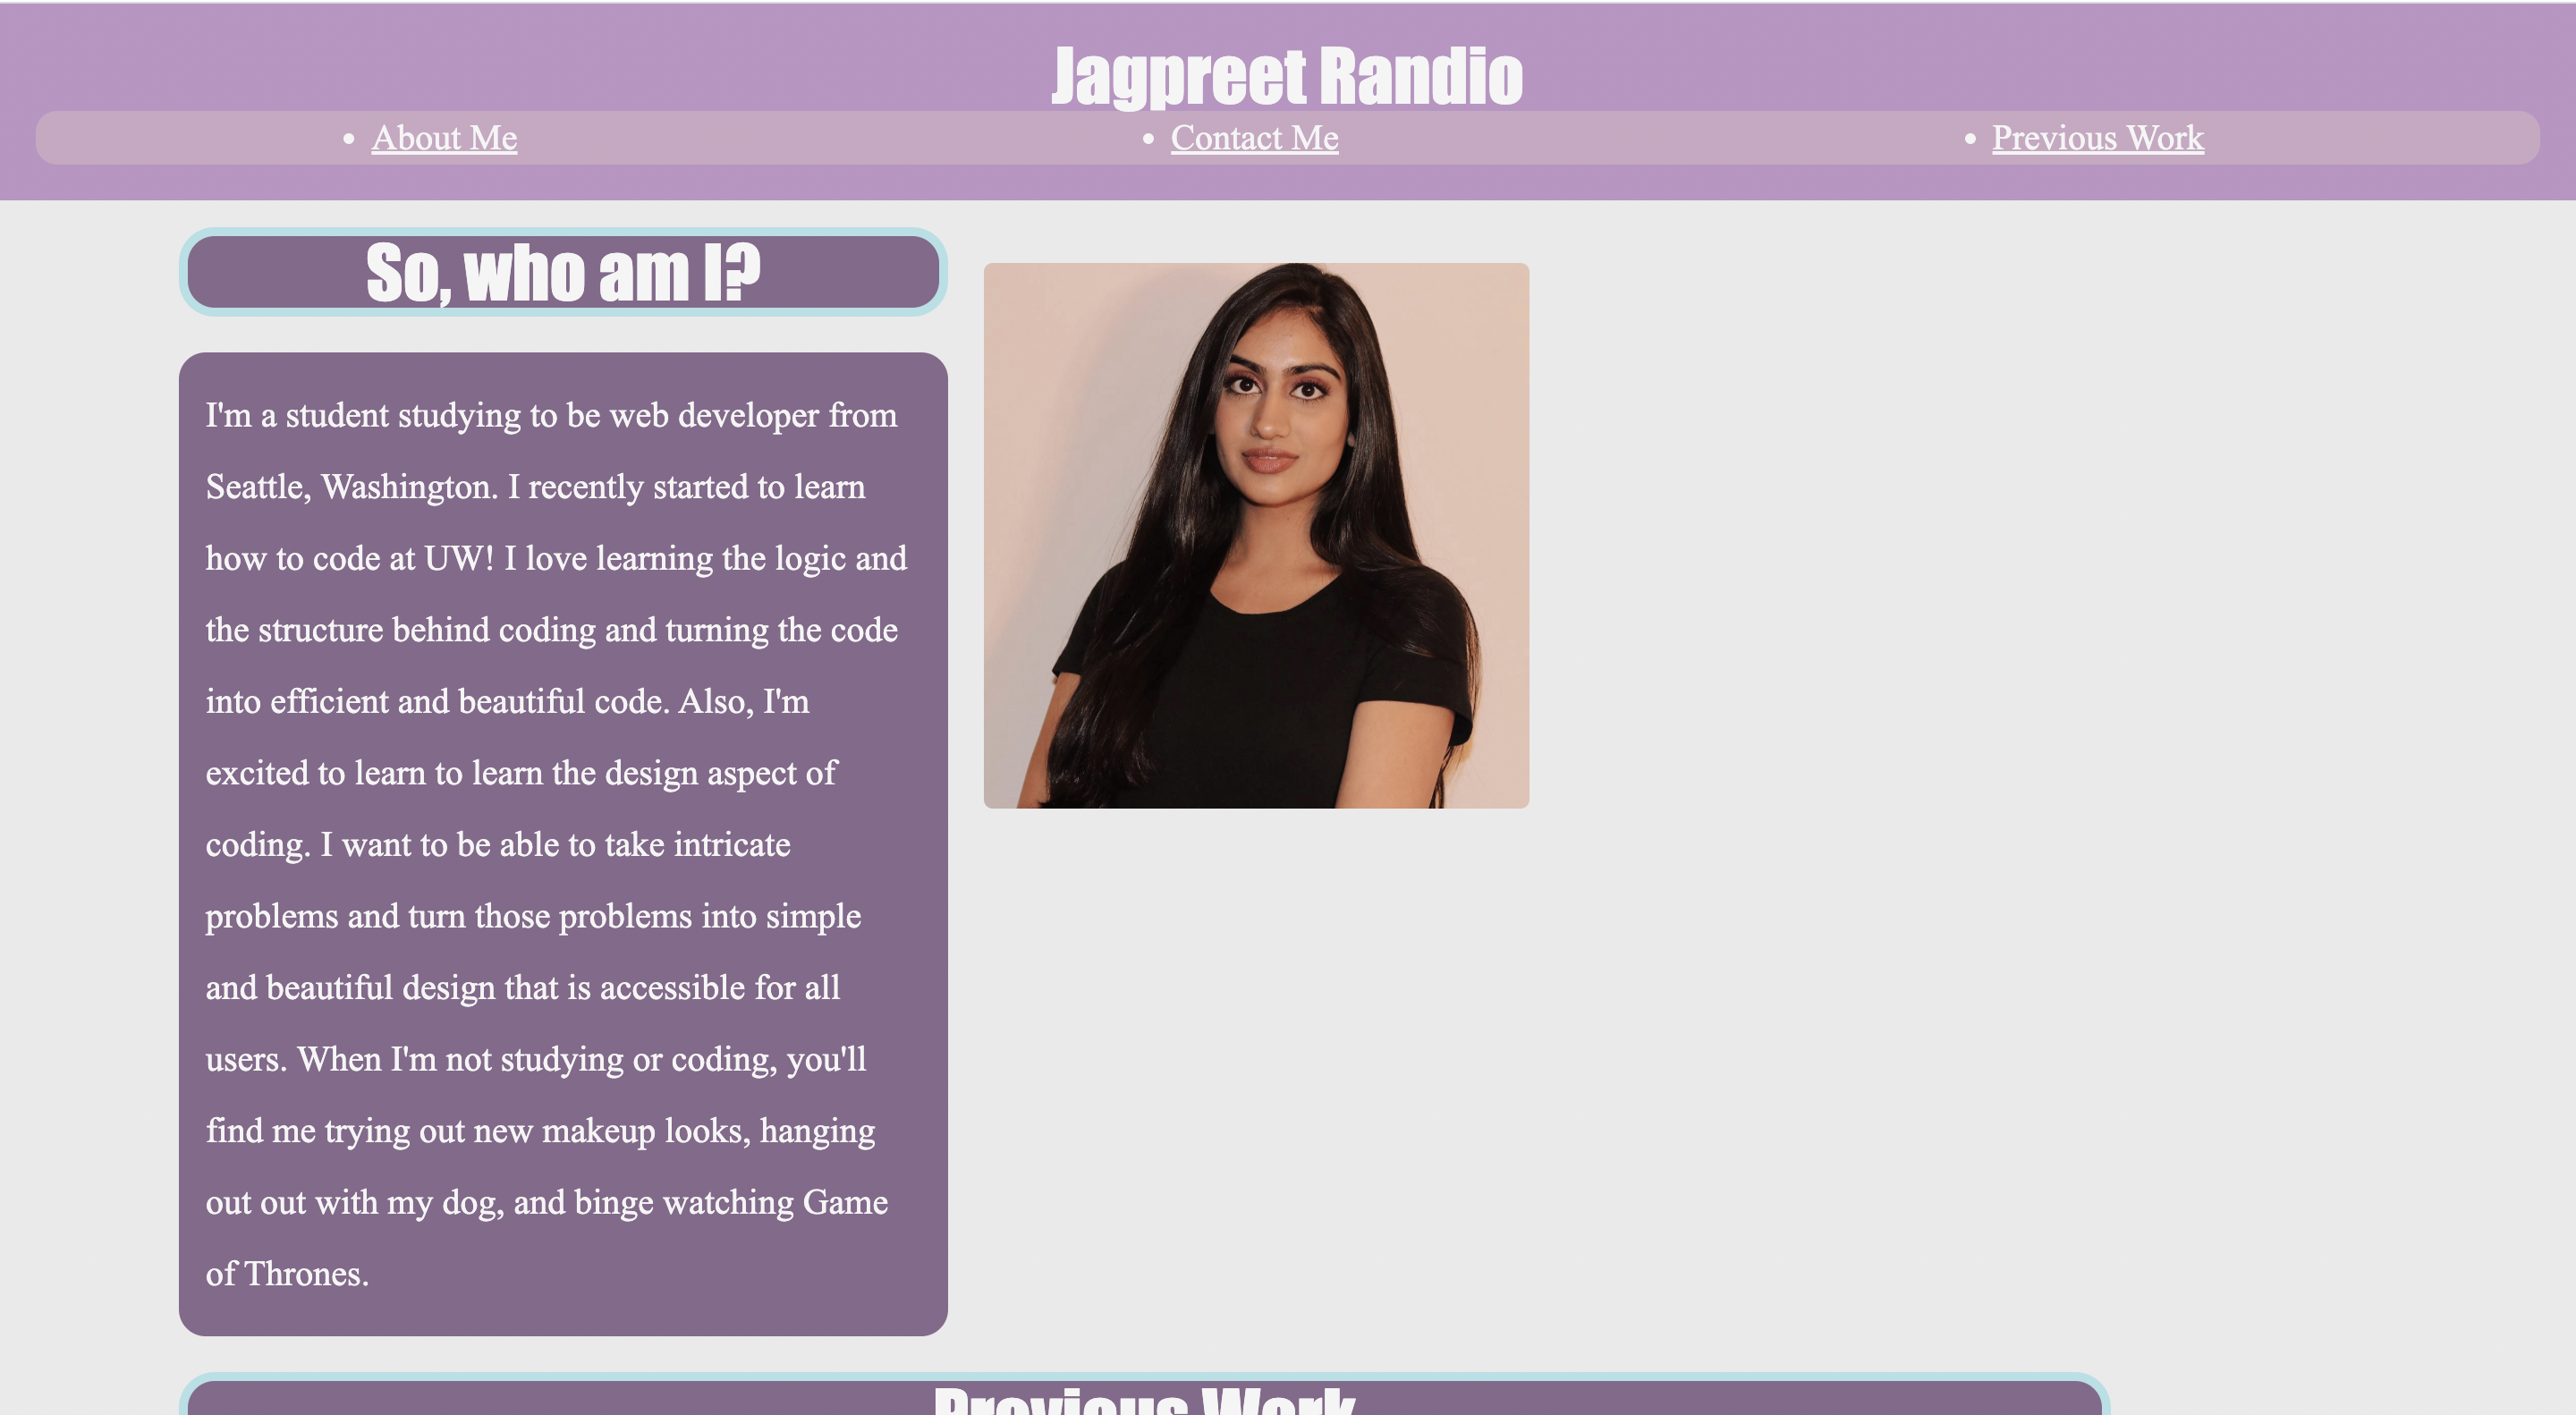 Jagpreet Randio
About Me
Contact Me
Previous Work
So, who am I?
I'm a student studying to be web developer from
Seattle, Washington. I recently started to learn
how to code at UW! I love learning the logic and
the structure behind coding and turning the code
into efficient and beautiful code. Also, I'm
excited to learn to learn the design aspect of
coding. I want to be able to take intricate
problems and turn those problems into simple
and beautiful design that is accessible for all
users. When I'm not studying or coding, you'll
find me trying out new makeup looks, hanging
out out with my dog, and binge watching Game
of Thrones.
Previous Work